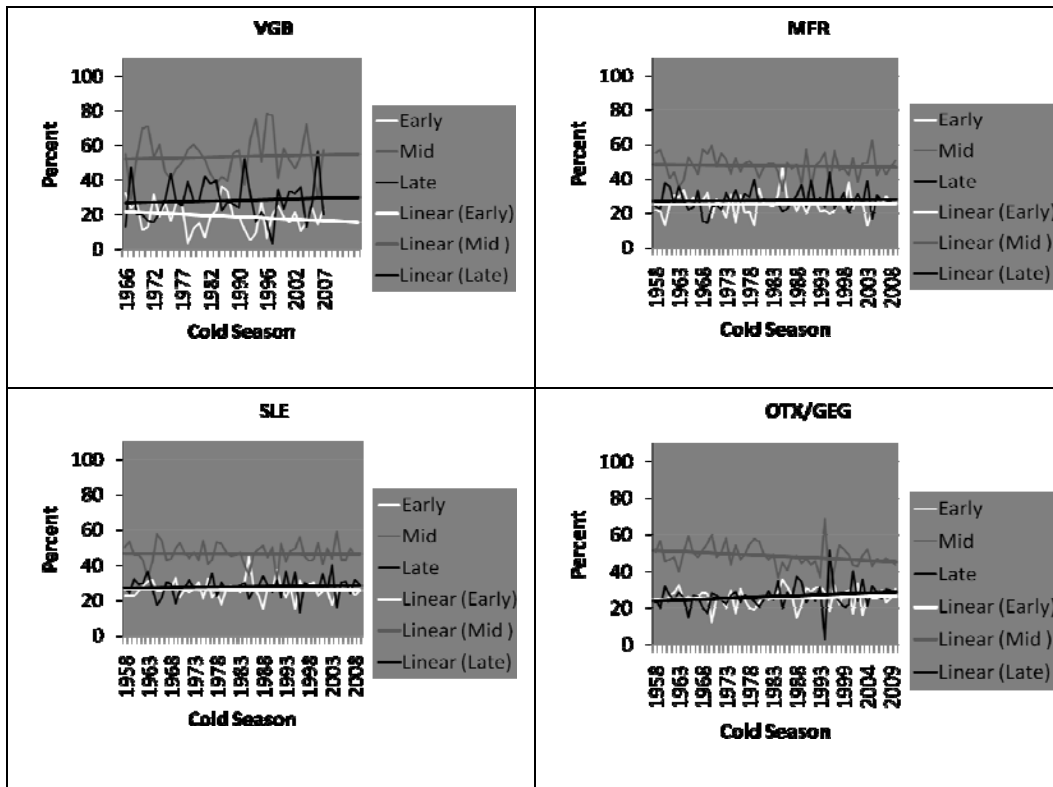 VGB
100
80
60
40
20
0
Percent
1966
1972
1977
1982
1990
1996
2002
2007
Cold Season
Early
Mid
Late
Linear (Early)
Linear (Mid )
Linear (Late)
MFR
100
80
60
40
20
0
Percent
1958
1963
1968
1973
1978
1983
1988
1993
1998
2003
2008
Cold Season
Early
Mid
Late
Linear (Early)
Linear (Mid )
Linear (Late)
SLE
100
80
60
40
20
0
Percent
1978
1963
1968
1973
1978
1983
1988
1993
1998
2003
2008
Cold Season
Early
Mid
Late
Linear (Early)
Linear (Mid )
Linear (Late)
OTX/GEG
100
80
60
40
20
0
Percent
1958
1963
1968
1973
1978
1983
1988
1993
1999
2004
2009
Cold Season
Early
Mid
Late
Linear (Early)
Linear (Mid )
Linear (Late)